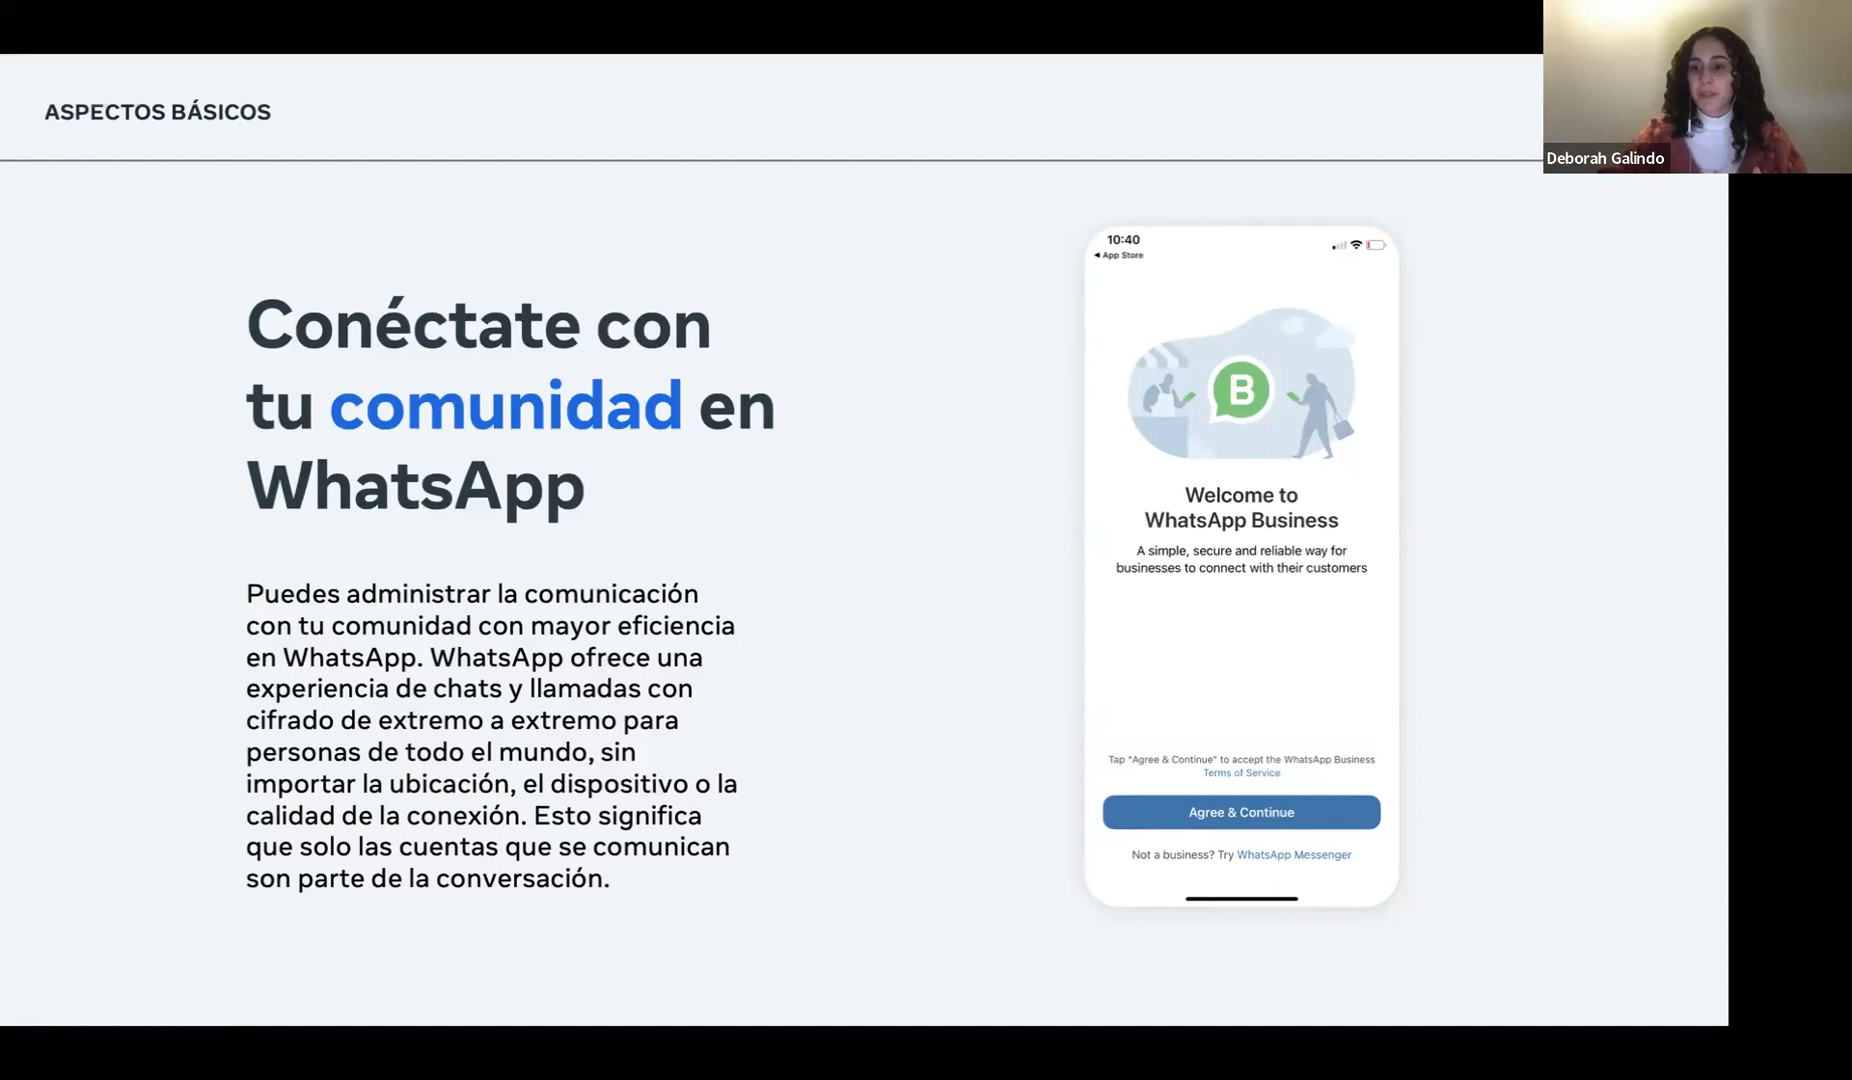 ASPECTOS BÁSICOS
Deborah Galindo
Conéctate con
tu comunidad en
WhatsApp
Puedes administrar la comunicación
con tu comunidad con mayor eficiencia
en WhatsApp. WhatsApp ofrece una
experiencia de chats y llamadas con
cifrado de extremo a extremo para
personas de todo el mundo, sin
importar la ubicación, el dispositivo o la
calidad de la conexión. Esto significa
que solo las cuentas que se comunican
son parte de la conversación.
10:40
App Store
B
Welcome to
WhatsApp Business
A simple, secure and reliable way for
businesses to connect with their customers
Tap “Agree & Continue” to accept the WhatsApp Business
Terms of Service
Agree & Continue
Not a business? Try WhatsApp Messenger